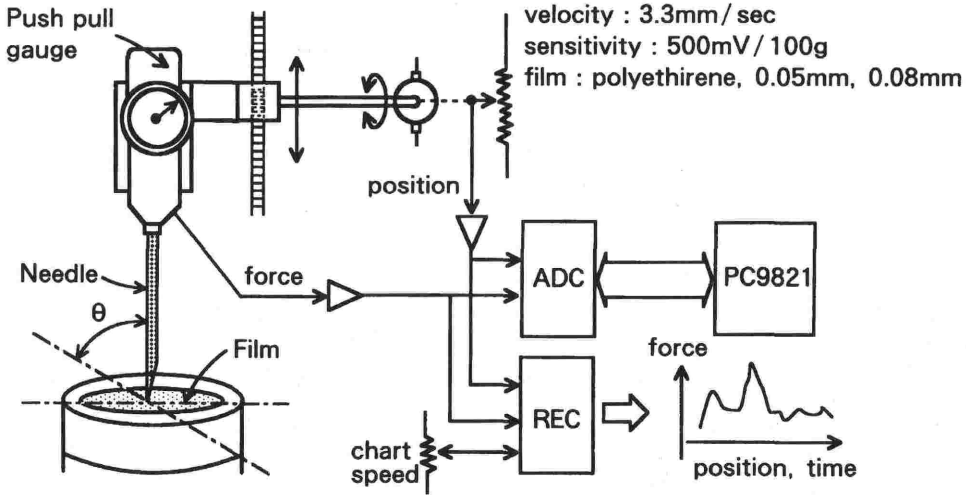 Push pull
gauge
velocity : 3.3mm/sec
sensitivity : 500mV/100g
film : polyethirene, 0.05mm, 0.08mm
position
Needle
force
ADC
PC9821
θ
Film
force
REC
chart
speed
position, time